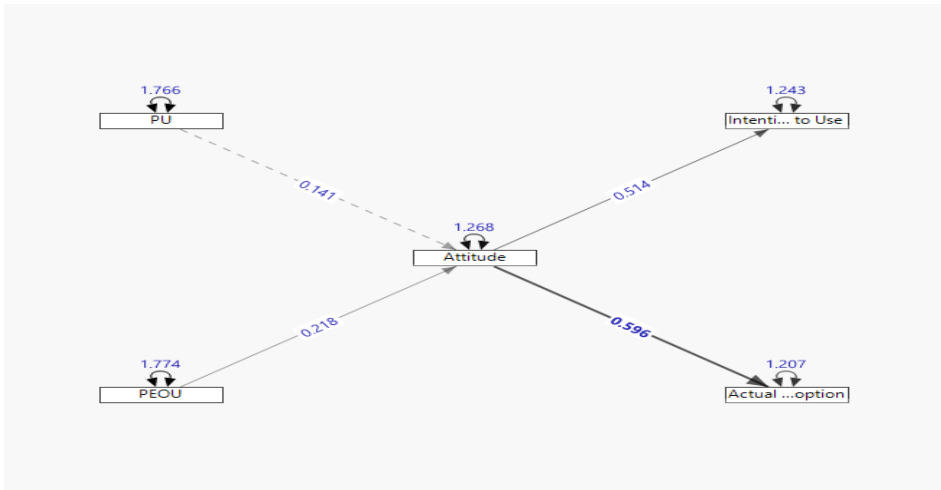 1.766
PU
1.243
Intenti... to Use
0.141
0.514
1.268
Attitude
0.218
0.596
1.774
PEOU
1.207
Actual ...option